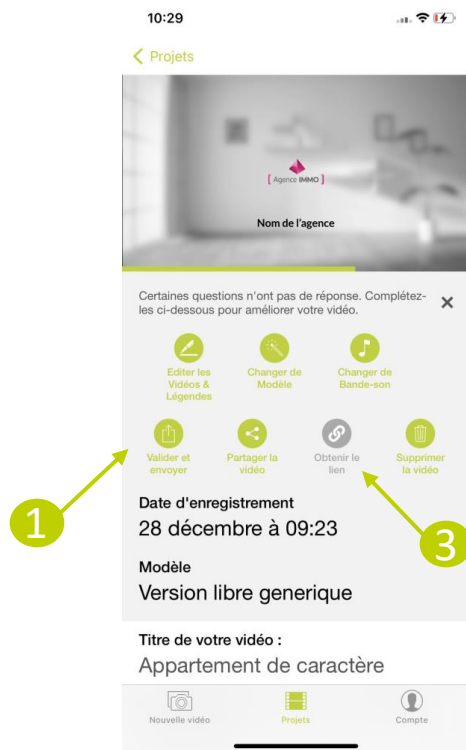 10:29
Projets
[ Agence IMMO ]
Nom de l'agence
Certaines questions n'ont pas de réponse. Complétez-
les ci-dessous pour améliorer votre vidéo.
Editer les
Vidéos &
Légendes
Changer de
Modèle
Changer de
Bande-son
Valider et
envoyer
Partager la
vidéo
Obtenir le
lien
Supprimer
la vidéo
1
3
Date d'enregistrement
28 décembre à 09:23
Modèle
Version libre generique
Titre de votre vidéo :
Appartement de caractère
Nouvelle vidéo
Projets
Compte